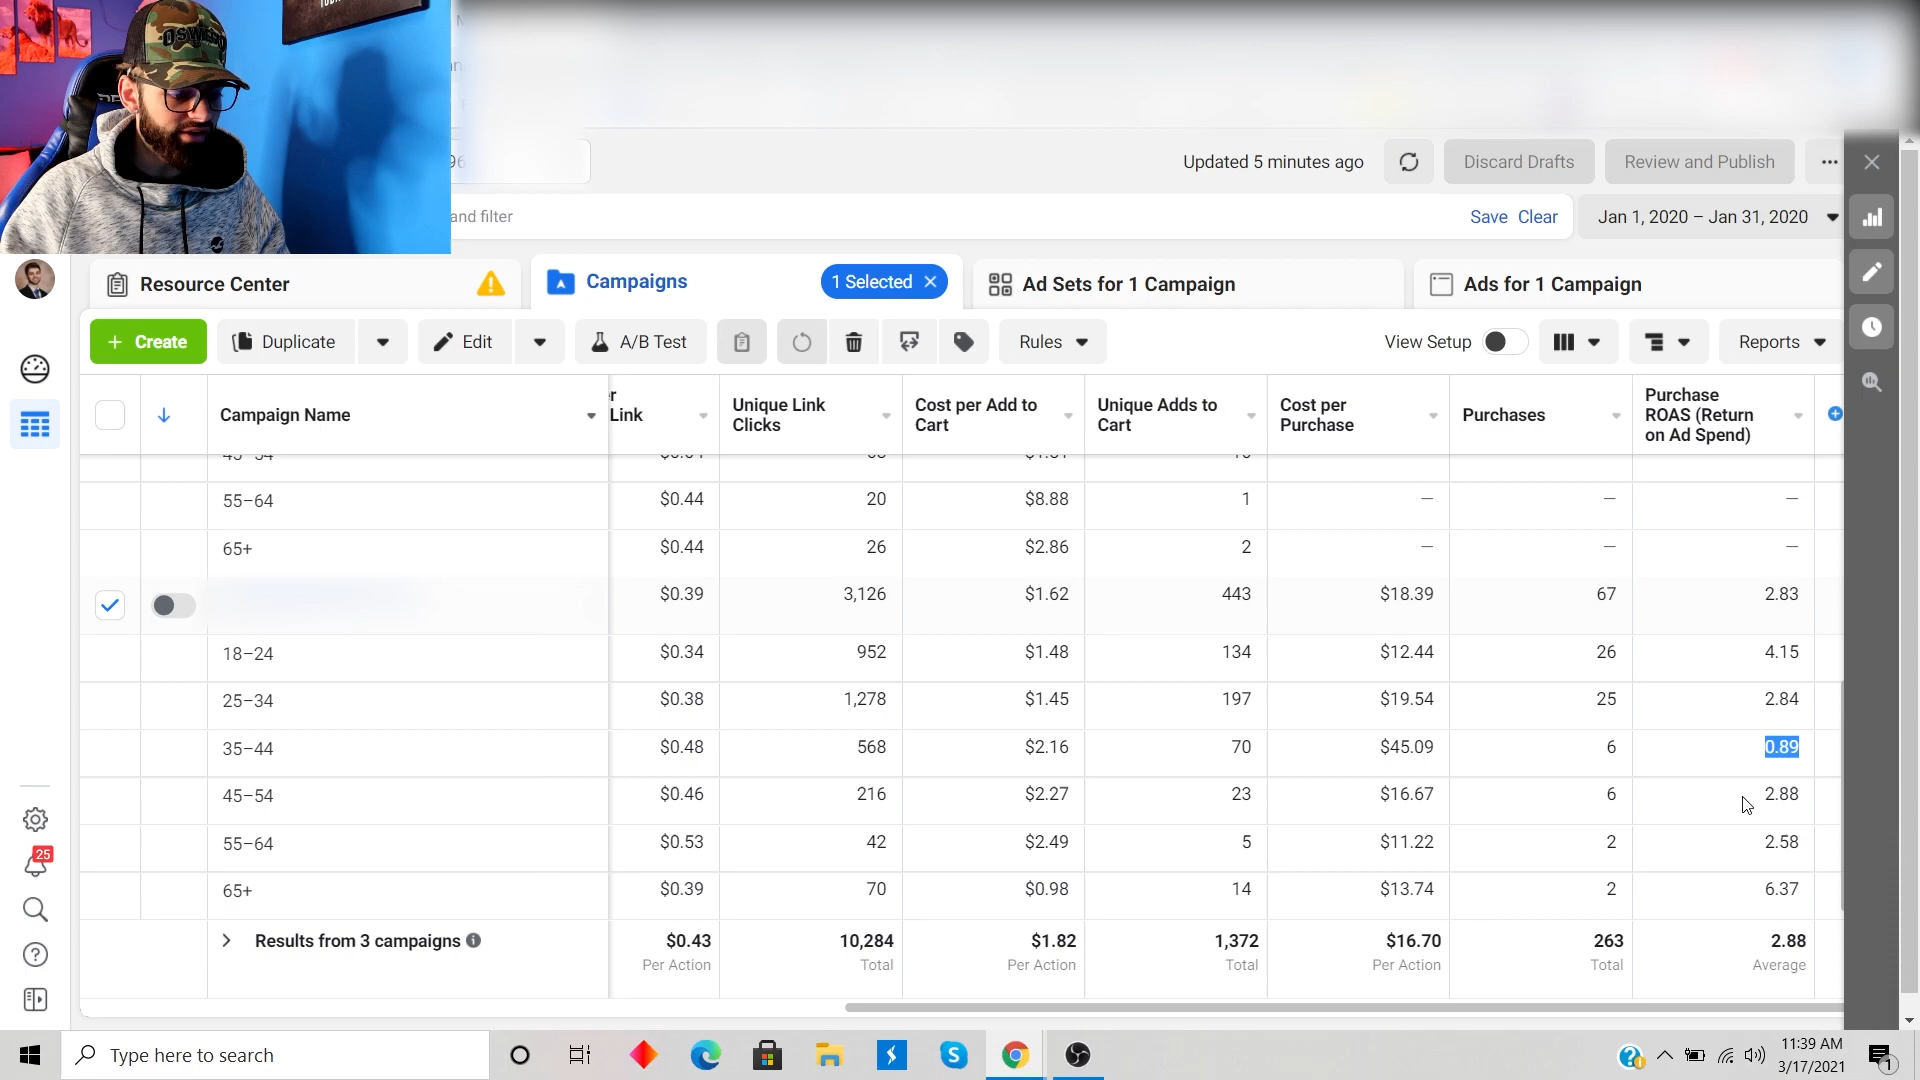 Updated 5 minutes ago
Discard Drafts
Review and Publish
96
and filter
Save Clear
Jan 1, 2020 – Jan 31, 2020
Resource Center
Campaigns
1 Selected
Ad Sets for 1 Campaign
Ads for 1 Campaign
+ Create
Duplicate
Edit
A/B Test
Rules
View Setup
Reports
Campaign Name
r
Link
Unique Link
Clicks
Cost per Add to
Cart
Unique Adds to
Cart
Cost per
Purchase
Purchases
Purchase
ROAS (Return
on Ad Spend)
55–64 $0.44 20 $8.88 1 — — —
65+ $0.44 26 $2.86 2 — — —
$0.39 3,126 $1.62 443 $18.39 67 2.83
18–24 $0.34 952 $1.48 134 $12.44 26 4.15
25–34 $0.38 1,278 $1.45 197 $19.54 25 2.84
35–44 $0.48 568 $2.16 70 $45.09 6 0.89
45–54 $0.46 216 $2.27 23 $16.67 6 2.88
55–64 $0.53 42 $2.49 5 $11.22 2 2.58
65+ $0.39 70 $0.98 14 $13.74 2 6.37
Results from 3 campaigns $0.43 10,284 $1.82 1,372 $16.70 263 2.88
Per Action Total Per Action Total Per Action Total Average
25
Type here to search
11:39 AM
3/17/2021
1